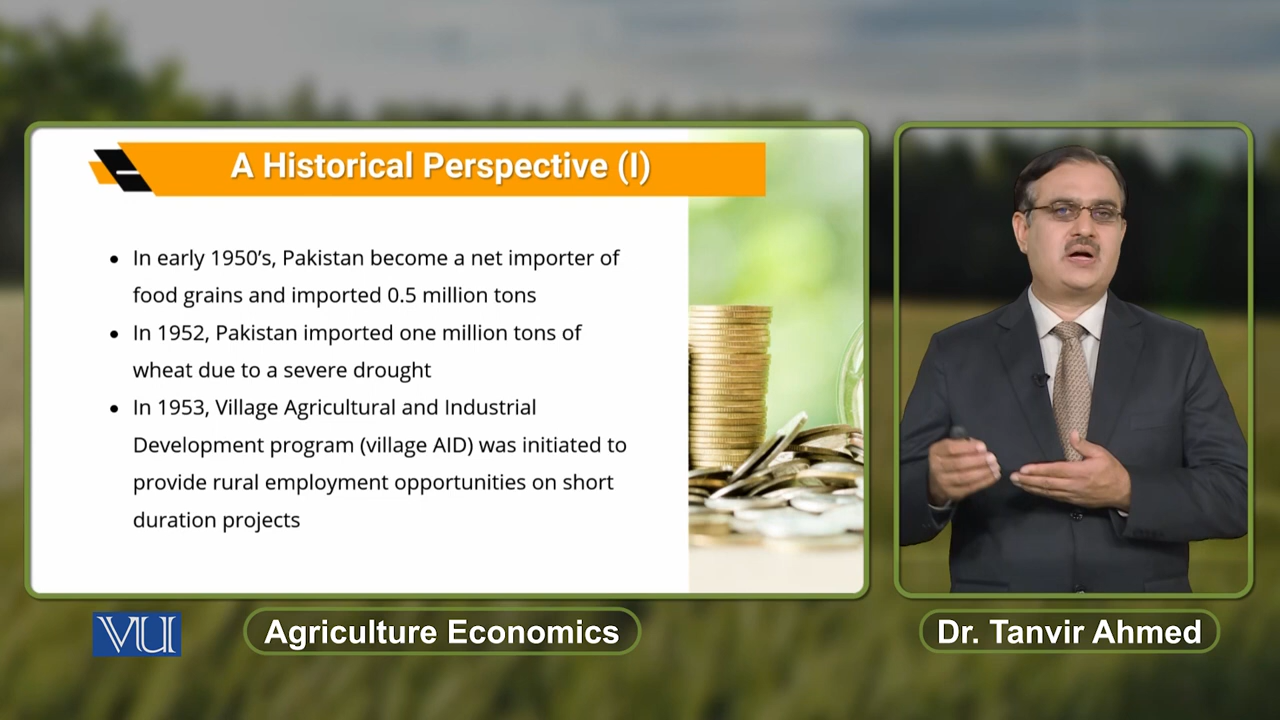 A Historical Perspective (I)
• In early 1950's, Pakistan become a net importer of
food grains and imported 0.5 million tons
• In 1952, Pakistan imported one million tons of
wheat due to a severe drought
• In 1953, Village Agricultural and Industrial
Development program (village AID) was initiated to
provide rural employment opportunities on short
duration projects
VU
Agriculture Economics
Dr. Tanvir Ahmed